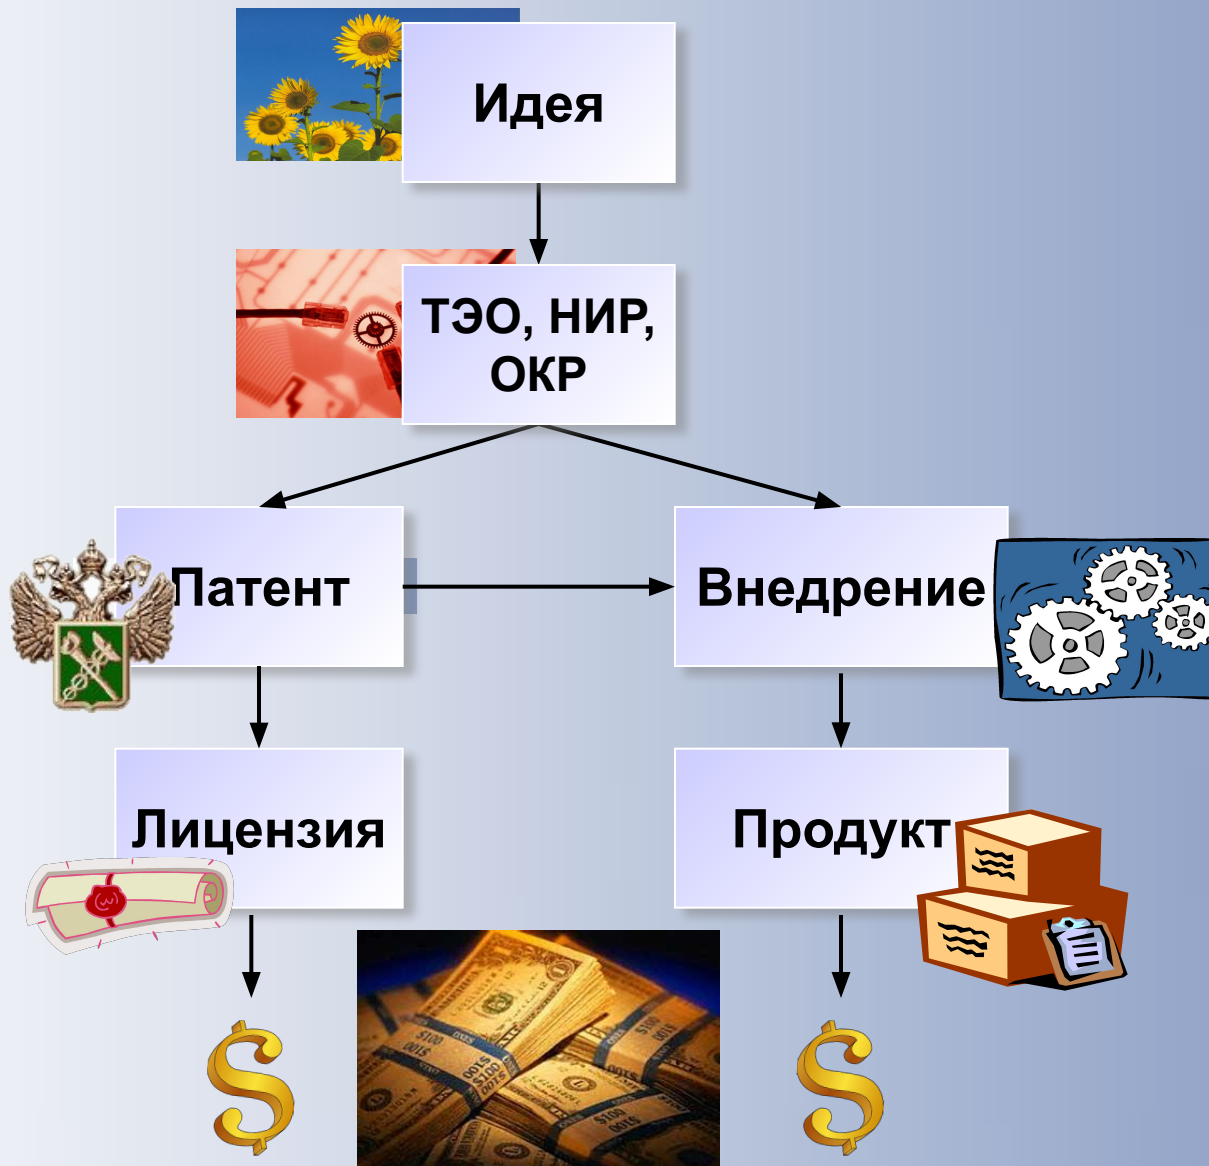 Идея
ТЭО, НИР,
ОКР
Патент
Внедрение
Лицензия
Продукт